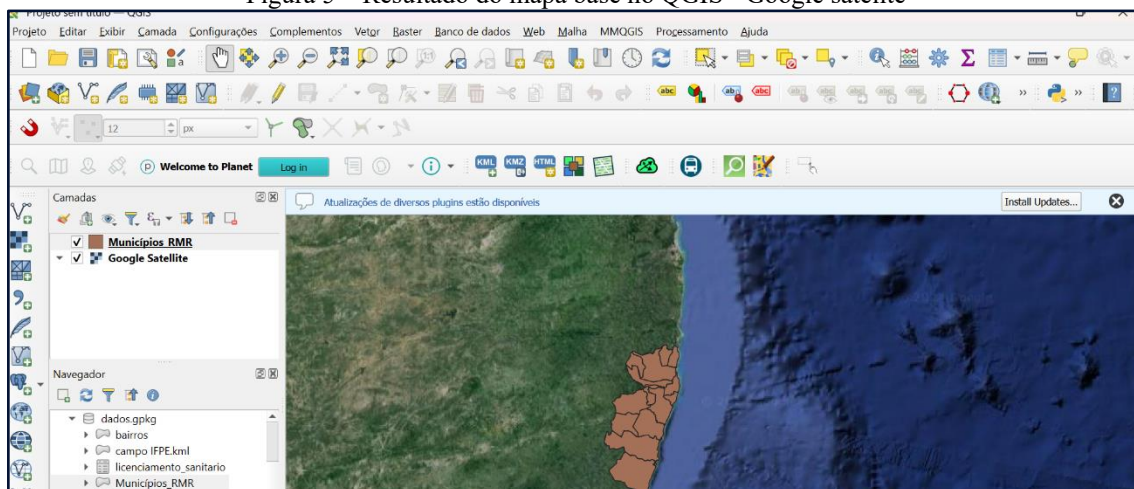 Figura 5 – Resultado do mapa base no QGIS – Google satélite
Projeto sem título — QGIS
Projeto Editar Exibir Camada Configurações Complementos Vetor Raster Banco de dados Web Malha MMQGIS Processamento Ajuda
abc abc abc
12 px
Welcome to Planet Log in KML KMZ HTML
Camadas
Atualizações de diversos plugins estão disponíveis Install Updates...
Municípios RMR
Google Satellite
Navegador
dados.gpkg
bairros
campo IFPE.kml
licenciamento_sanitario
Municípios_RMR